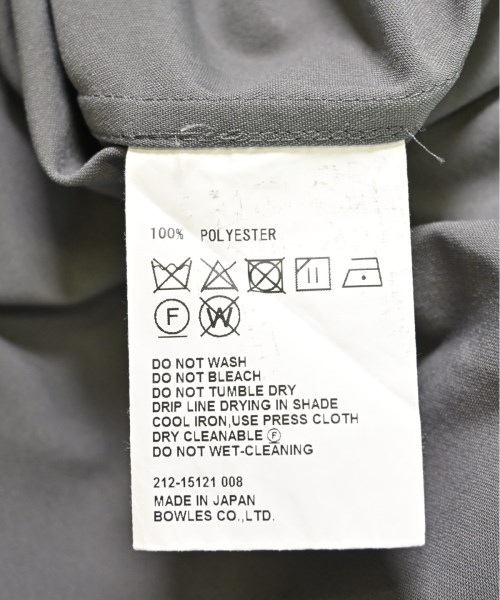 100% POLYESTER
F W
DO NOT WASH
DO NOT BLEACH
DO NOT TUMBLE DRY
DRIP LINE DRYING IN SHADE
COOL IRON,USE PRESS CLOTH
DRY CLEANABLE Ⓕ
DO NOT WET-CLEANING
212-15121 008
MADE IN JAPAN
BOWLES CO.,LTD.